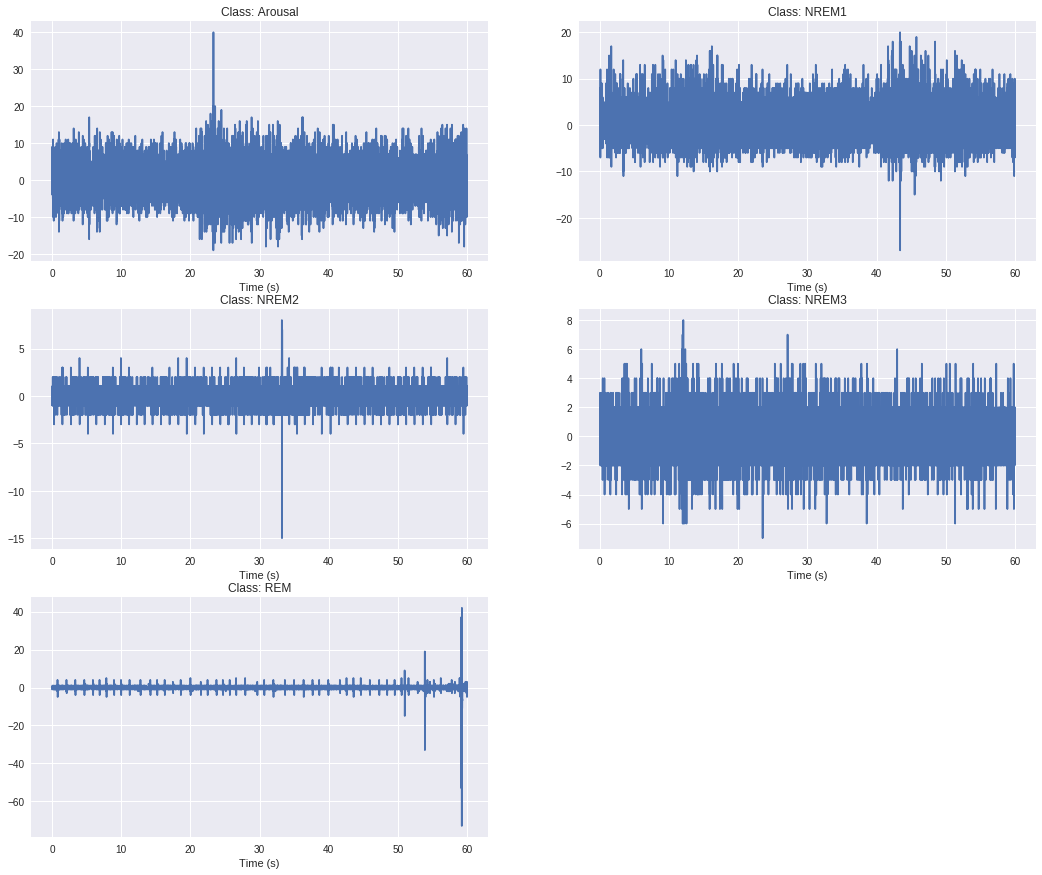 Class: Arousal
40
30
20
10
0
−10
−20
0 10 20 30 40 50 60
Time (s)
Class: NREM1
20
10
0
−10
−20
0 10 20 30 40 50 60
Time (s)
Class: NREM2
5
0
−5
−10
−15
0 10 20 30 40 50 60
Time (s)
Class: NREM3
8
6
4
2
0
−2
−4
−6
0 10 20 30 40 50 60
Time (s)
Class: REM
40
20
0
−20
−40
−60
0 10 20 30 40 50 60
Time (s)